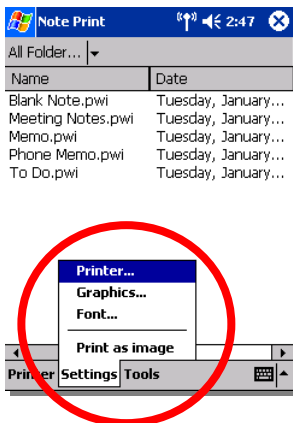 Note Print 2:47
All Folder...
Name Date
Blank Note.pwi Tuesday, January...
Meeting Notes.pwi Tuesday, January...
Memo.pwi Tuesday, January...
Phone Memo.pwi Tuesday, January...
To Do.pwi Tuesday, January...
Printer...
Graphics...
Font...
Print as image
Printer Settings Tools